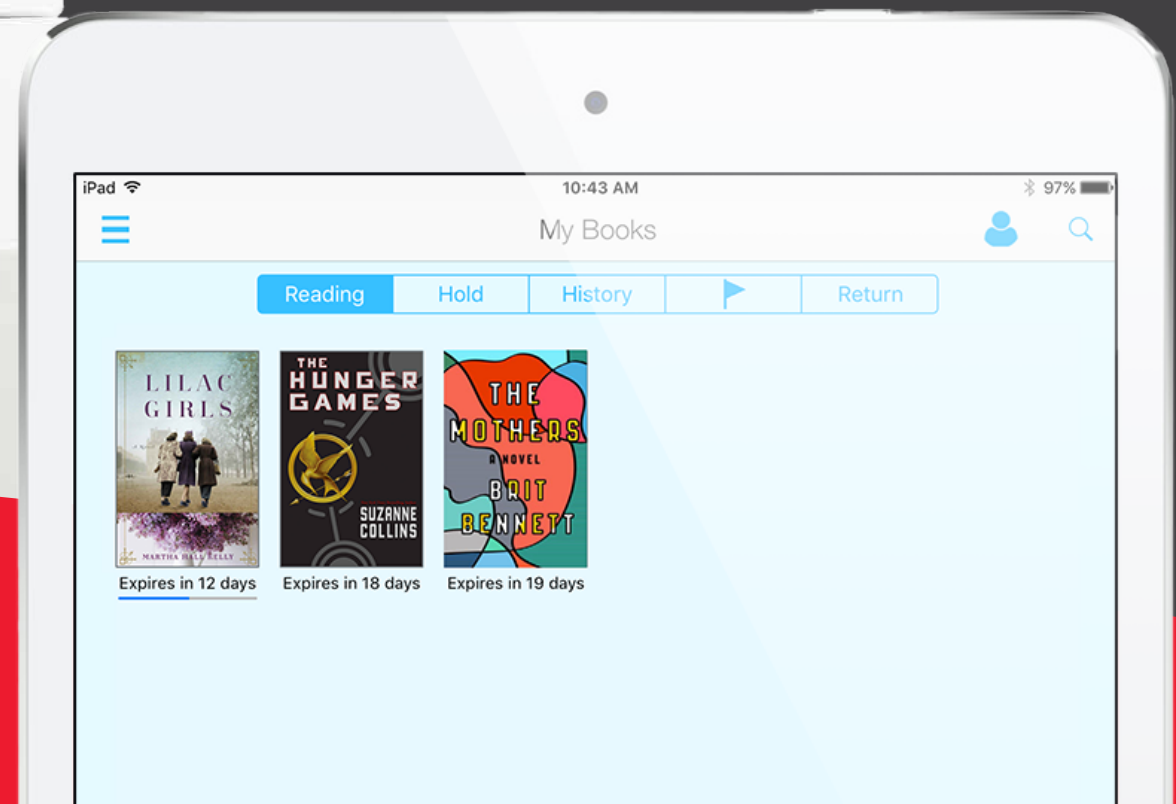 iPad 10:43 AM 97%
My Books
Reading Hold History Return
LILAC
GIRLS
MARTHA HALL KELLY
THE
HUNGER
GAMES
SUZANNE
COLLINS
THE
MOTHERS
A NOVEL
BRIT
BENNETT
Expires in 12 days Expires in 18 days Expires in 19 days